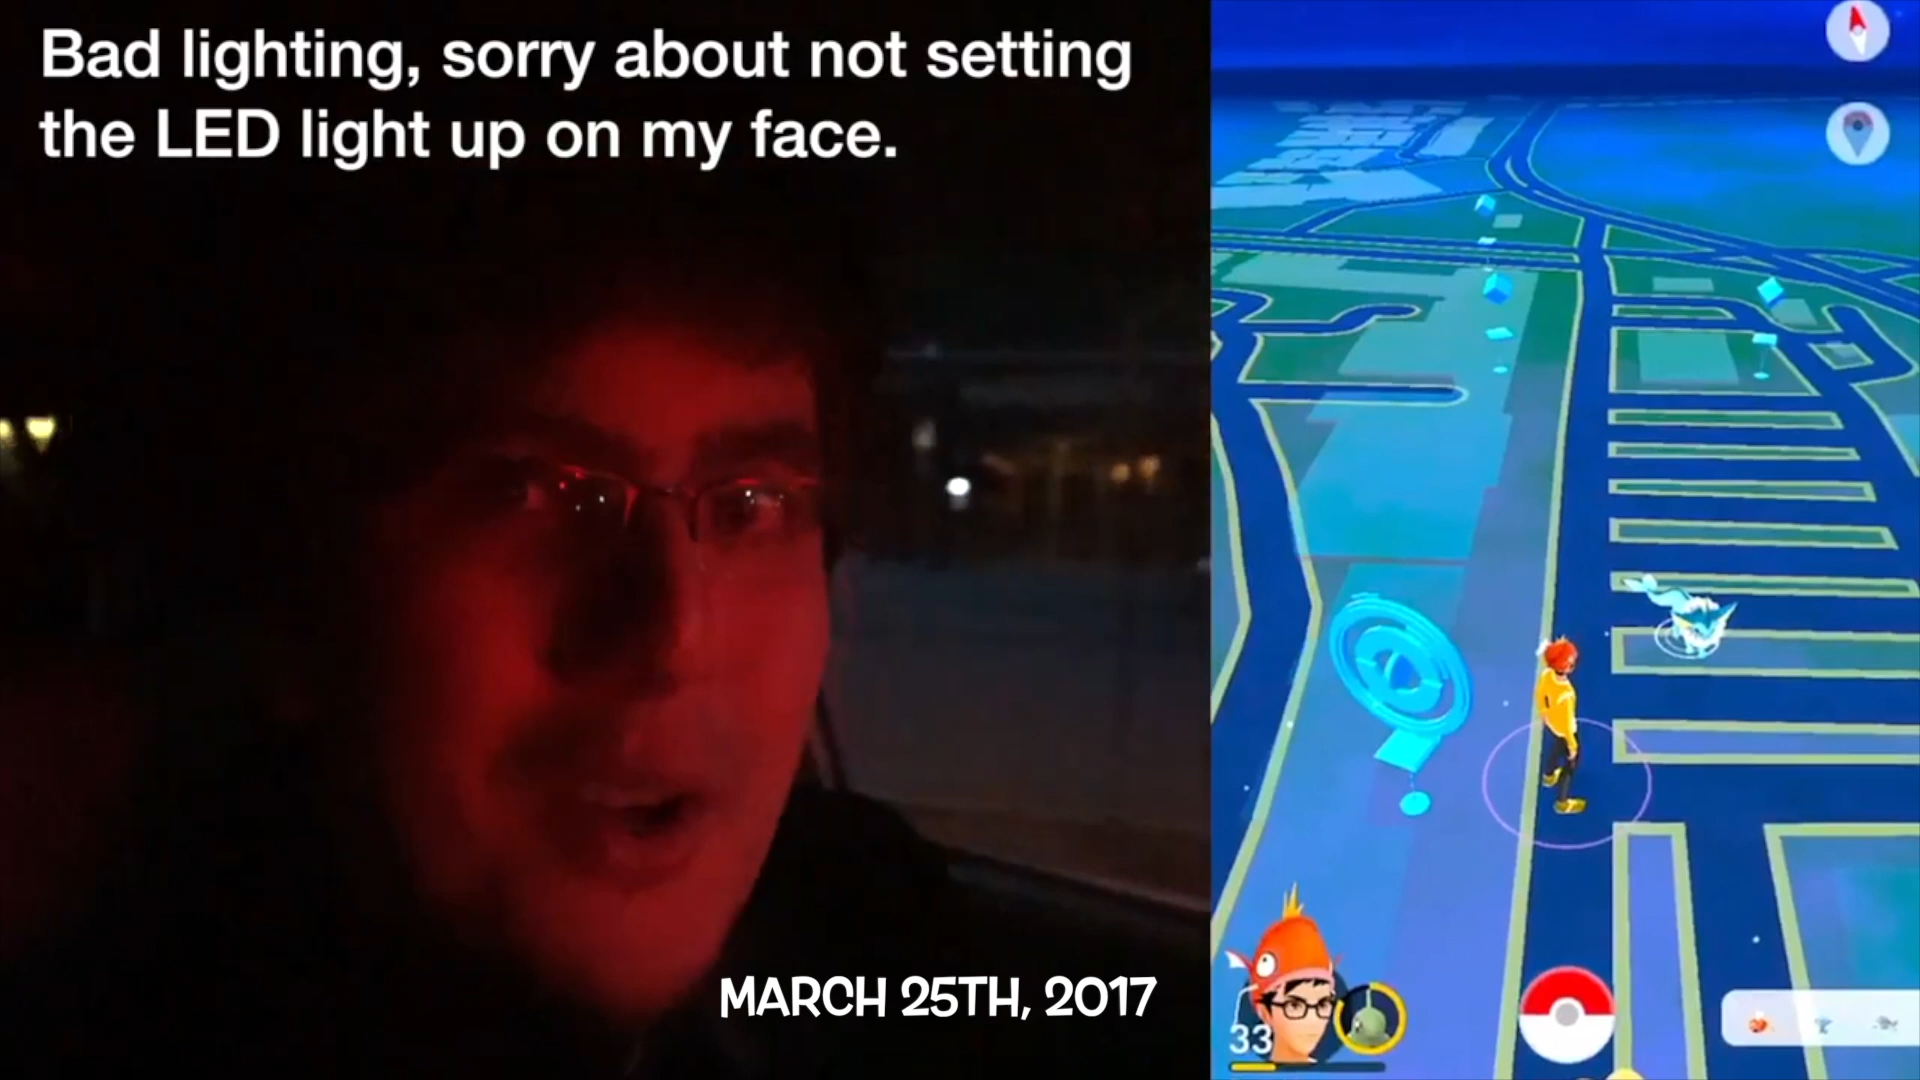 Bad lighting, sorry about not setting
the LED light up on my face.
MARCH 25TH, 2017
33